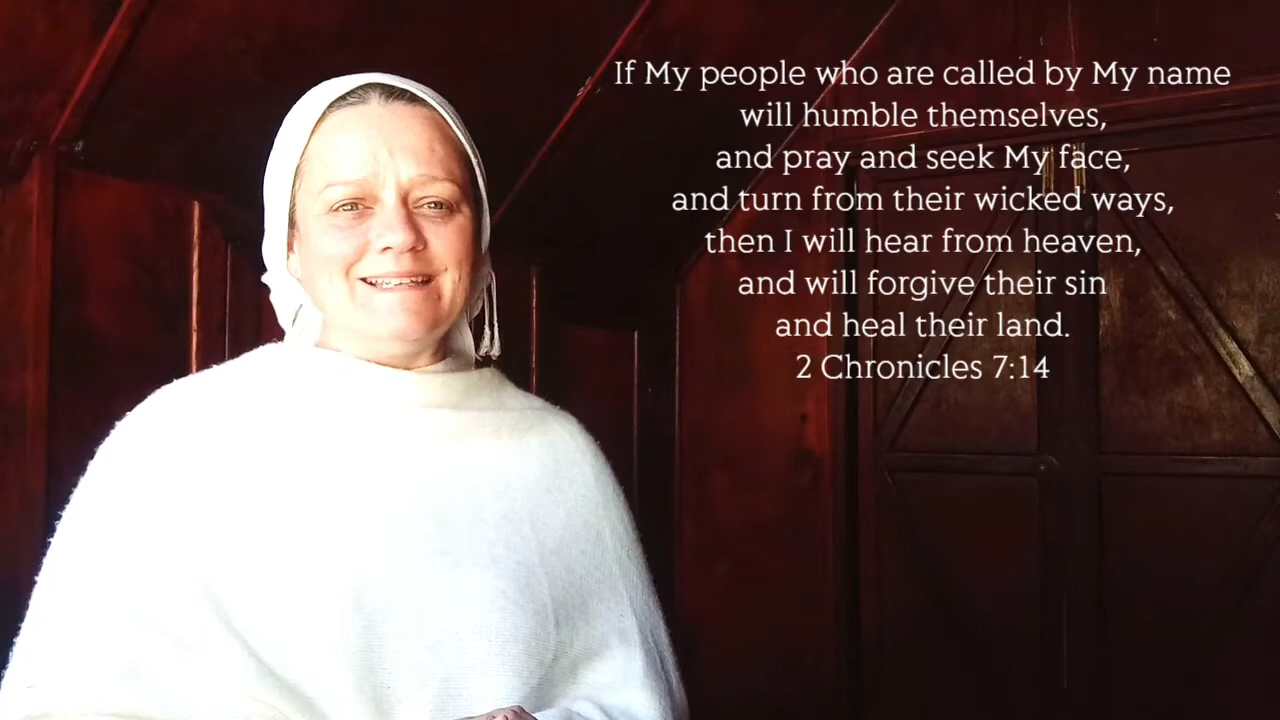 If My people who are called by My name
will humble themselves,
and pray and seek My face,
and turn from their wicked ways,
then I will hear from heaven,
and will forgive their sin
and heal their land.
2 Chronicles 7:14